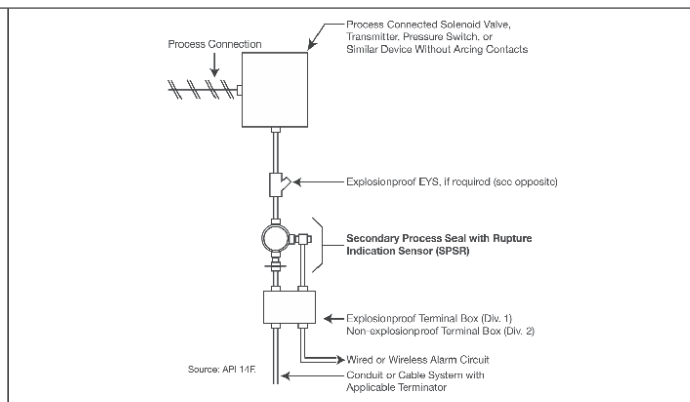 Process Connected Solenoid Valve,
Transmitter, Pressure Switch, or
Similar Device Without Arcing Contacts
Process Connection
Explosionproof EYS, if required (see opposite)
Secondary Process Seal with Rupture
Indication Sensor (SPSR)
Explosionproof Terminal Box (Div. 1)
Non-explosionproof Terminal Box (Div. 2)
Wired or Wireless Alarm Circuit
Source: API 14F.
Conduit or Cable System with
Applicable Terminator